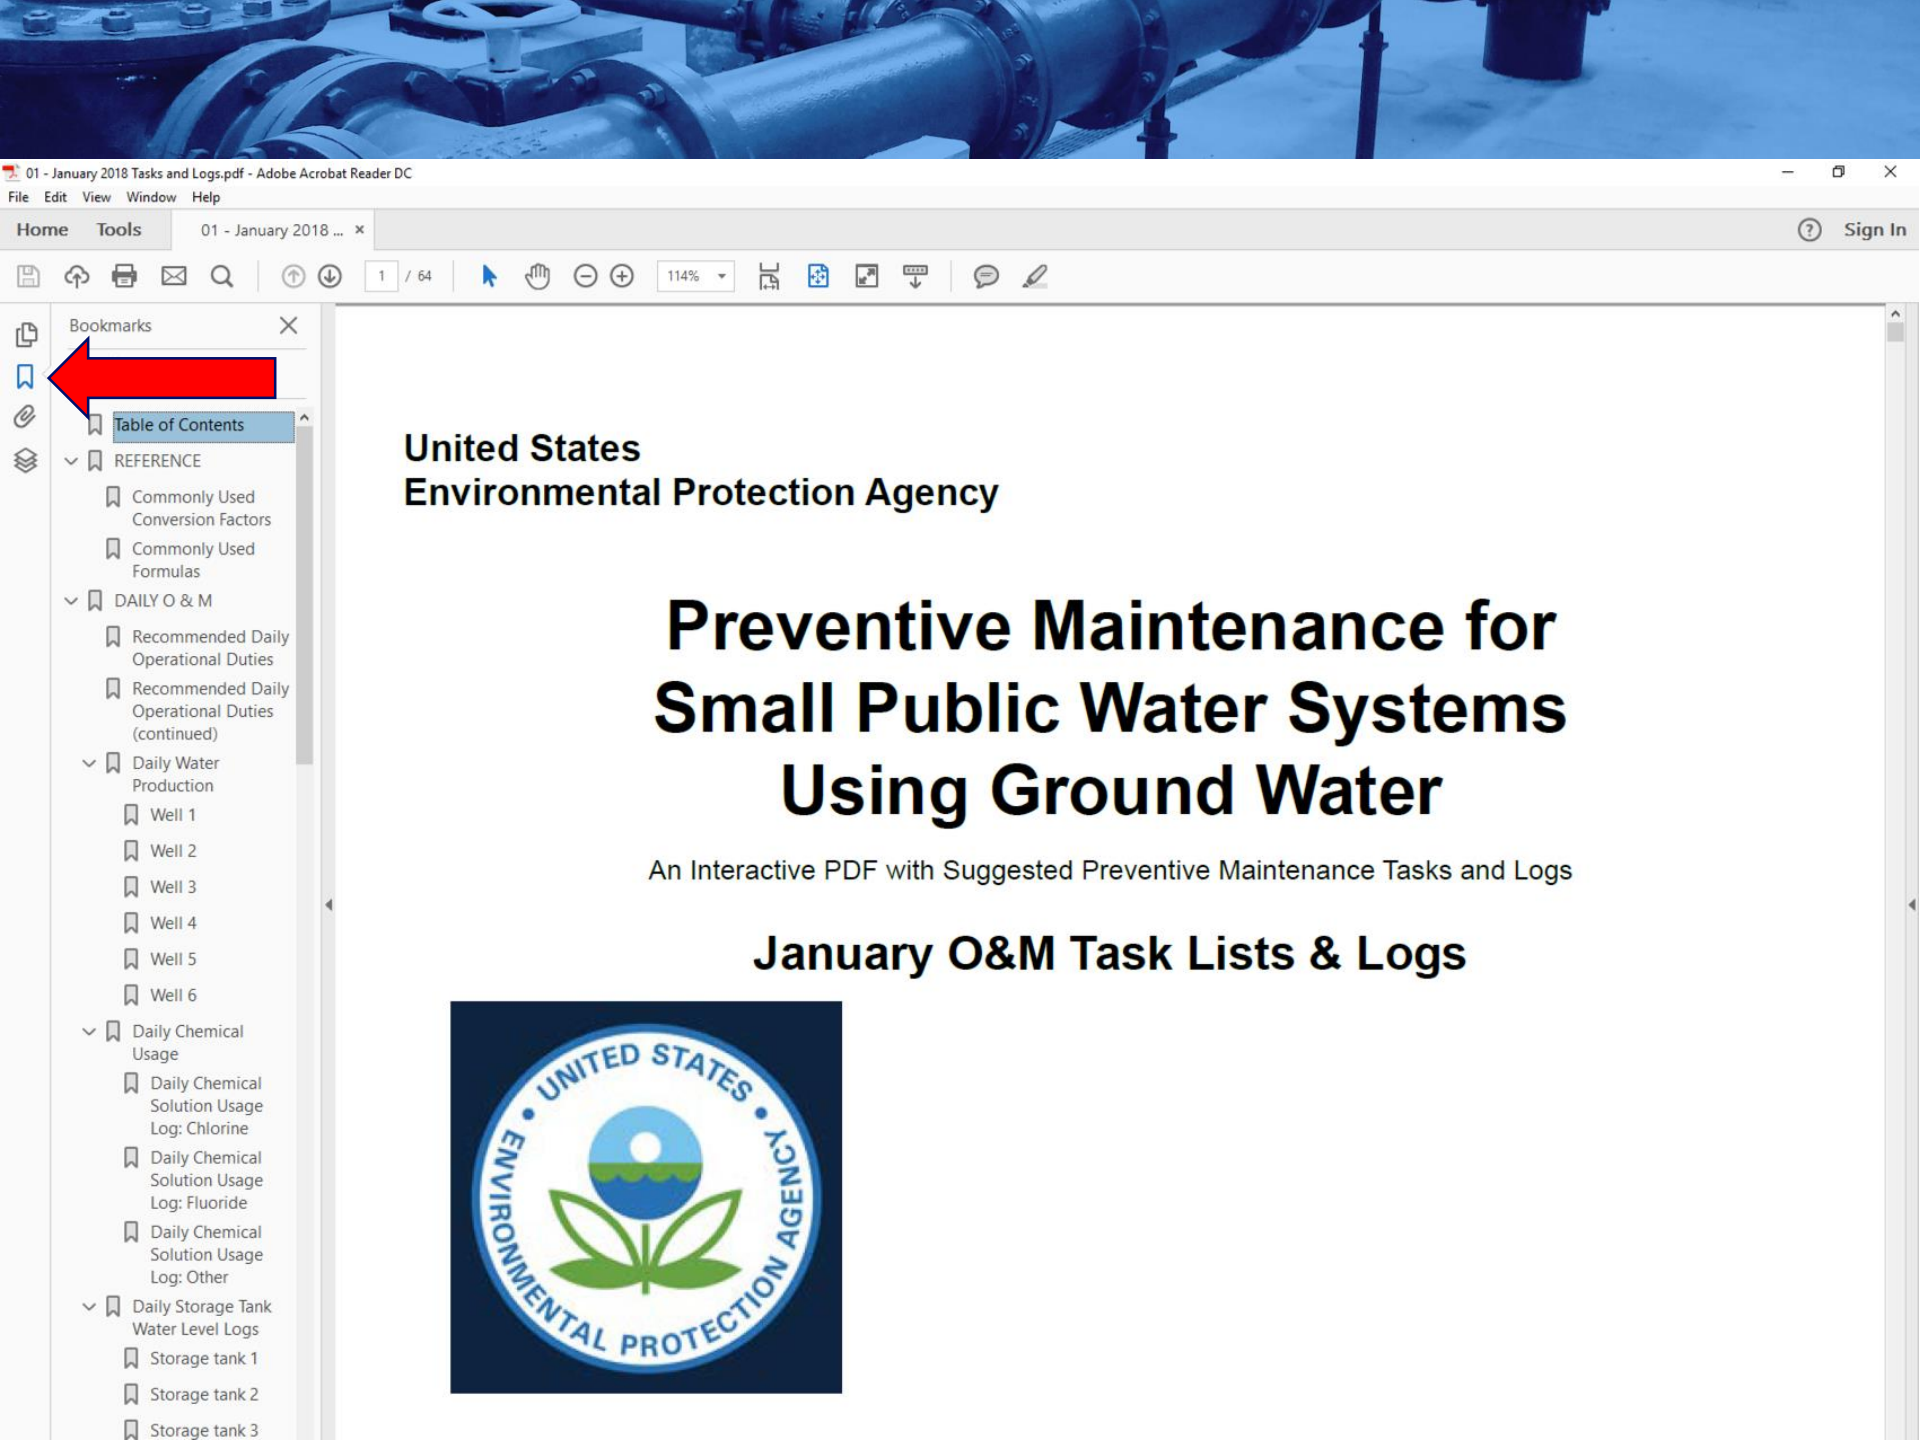 01 - January 2018 Tasks and Logs.pdf - Adobe Acrobat Reader DC
File Edit View Window Help
Home Tools 01 - January 2018 ... × ? Sign In
1 / 64 114%
Bookmarks
Table of Contents
REFERENCE
Commonly Used
Conversion Factors
Commonly Used
Formulas
DAILY O & M
Recommended Daily
Operational Duties
Recommended Daily
Operational Duties
(continued)
Daily Water
Production
Well 1
Well 2
Well 3
Well 4
Well 5
Well 6
Daily Chemical
Usage
Daily Chemical
Solution Usage
Log: Chlorine
Daily Chemical
Solution Usage
Log: Fluoride
Daily Chemical
Solution Usage
Log: Other
Daily Storage Tank
Water Level Logs
Storage tank 1
Storage tank 2
Storage tank 3
United States
Environmental Protection Agency
Preventive Maintenance for
Small Public Water Systems
Using Ground Water
An Interactive PDF with Suggested Preventive Maintenance Tasks and Logs
January O&M Task Lists & Logs
UNITED STATES • ENVIRONMENTAL PROTECTION AGENCY •